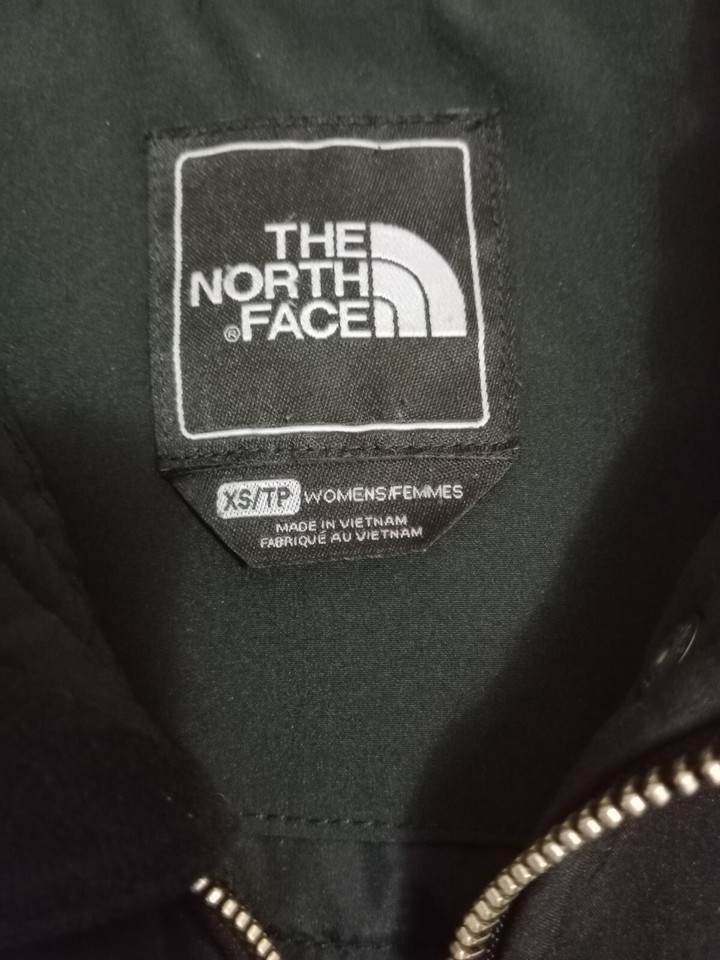 THE
NORTH
®FACE
XS/TP WOMENS/FEMMES
MADE IN VIETNAM
FABRIQUÉ AU VIETNAM